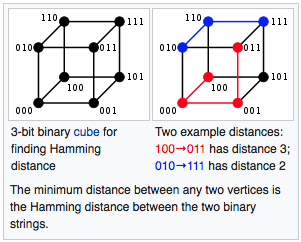 110 111
010 011
101
100
000 001
110 111
010 011
101
100
000 001
3-bit binary cube for
finding Hamming
distance
Two example distances:
100→011 has distance 3;
010→111 has distance 2
The minimum distance between any two vertices is
the Hamming distance between the two binary
strings.